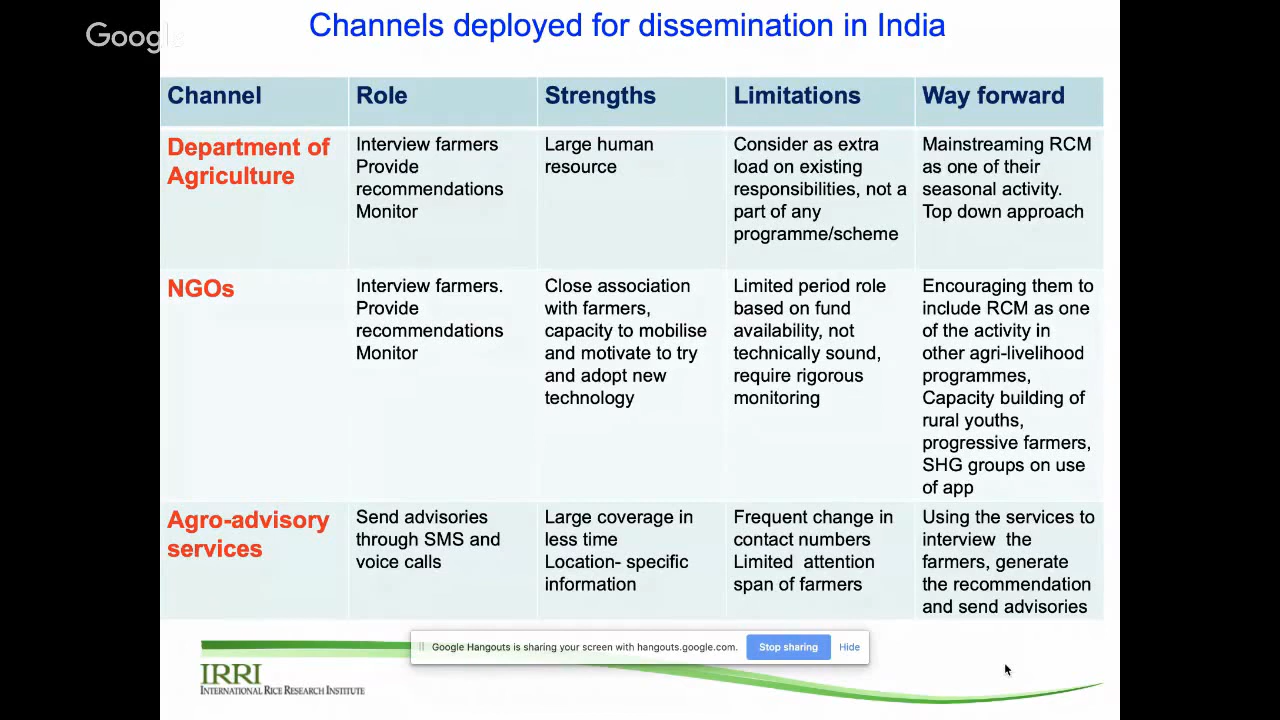 Google
Channels deployed for dissemination in India
Channel
Role
Strengths
Limitations
Way forward
Department of
Agriculture
Interview farmers
Provide
recommendations
Monitor
Large human
resource
Consider as extra
load on existing
responsibilities, not a
part of any
programme/scheme
Mainstreaming RCM
as one of their
seasonal activity.
Top down approach
NGOs
Interview farmers.
Provide
recommendations
Monitor
Close association
with farmers,
capacity to mobilise
and motivate to try
and adopt new
technology
Limited period role
based on fund
availability, not
technically sound,
require rigorous
monitoring
Encouraging them to
include RCM as one
of the activity in
other agri-livelihood
programmes,
Capacity building of
rural youths,
progressive farmers,
SHG groups on use
of app
Agro-advisory
services
Send advisories
through SMS and
voice calls
Large coverage in
less time
Location- specific
information
Frequent change in
contact numbers
Limited attention
span of farmers
Using the services to
interview the
farmers, generate
the recommendation
and send advisories
Google Hangouts is sharing your screen with hangouts.google.com.
Stop sharing
Hide
IRRI
INTERNATIONAL RICE RESEARCH INSTITUTE